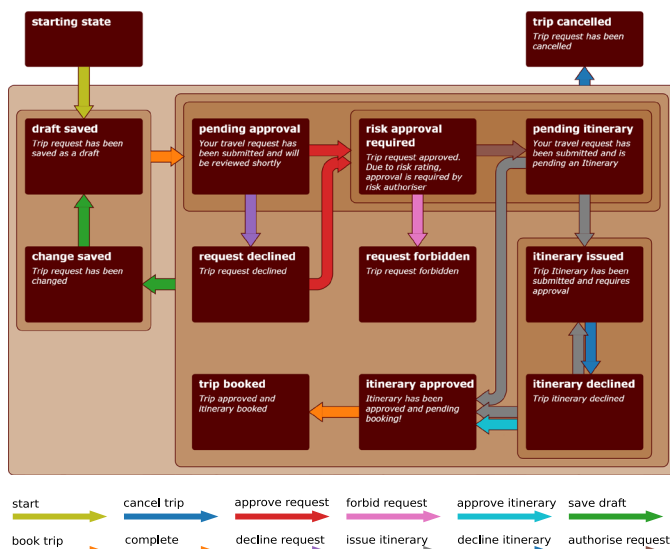 starting state
trip cancelled
Trip request has been
cancelled
draft saved
Trip request has been
saved as a draft
pending approval
Your travel request has
been submitted and will
be reviewed shortly
risk approval
required
Trip request approved.
Due to risk rating,
approval is required by
risk authoriser
pending itinerary
Your travel request has
been submitted and is
pending an Itinerary
change saved
Trip request has been
changed
request declined
Trip request declined
request forbidden
Trip request forbidden
itinerary issued
Trip Itinerary has been
submitted and requires
approval
trip booked
Trip approved and
itinerary booked
itinerary approved
Itinerary has been
approved and pending
booking!
itinerary declined
Trip itinerary declined
start
cancel trip
approve request
forbid request
approve itinerary
save draft
book trip
complete
decline request
issue itinerary
decline itinerary
authorise request